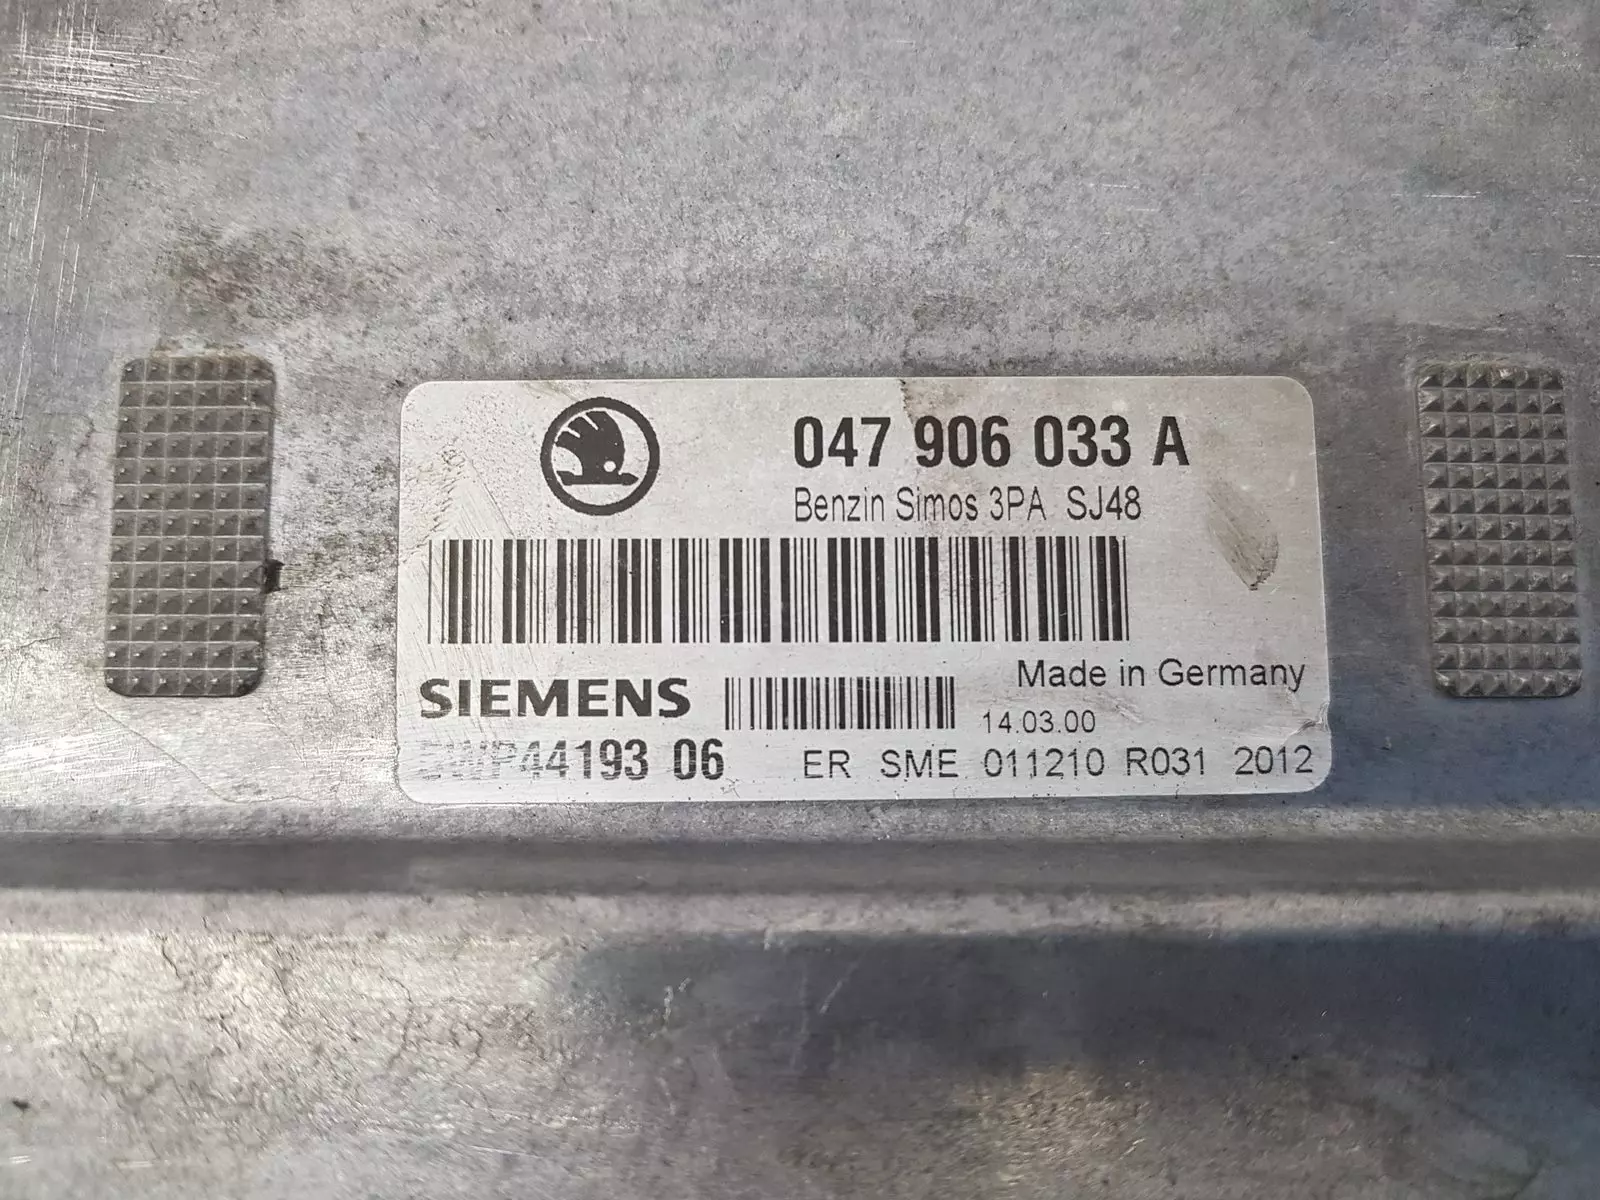 047 906 033 A
Benzin Simos 3PA SJ48
Made in Germany
SIEMENS
14.03.00
5WP44193 06
ER SME 011210 R031 2012